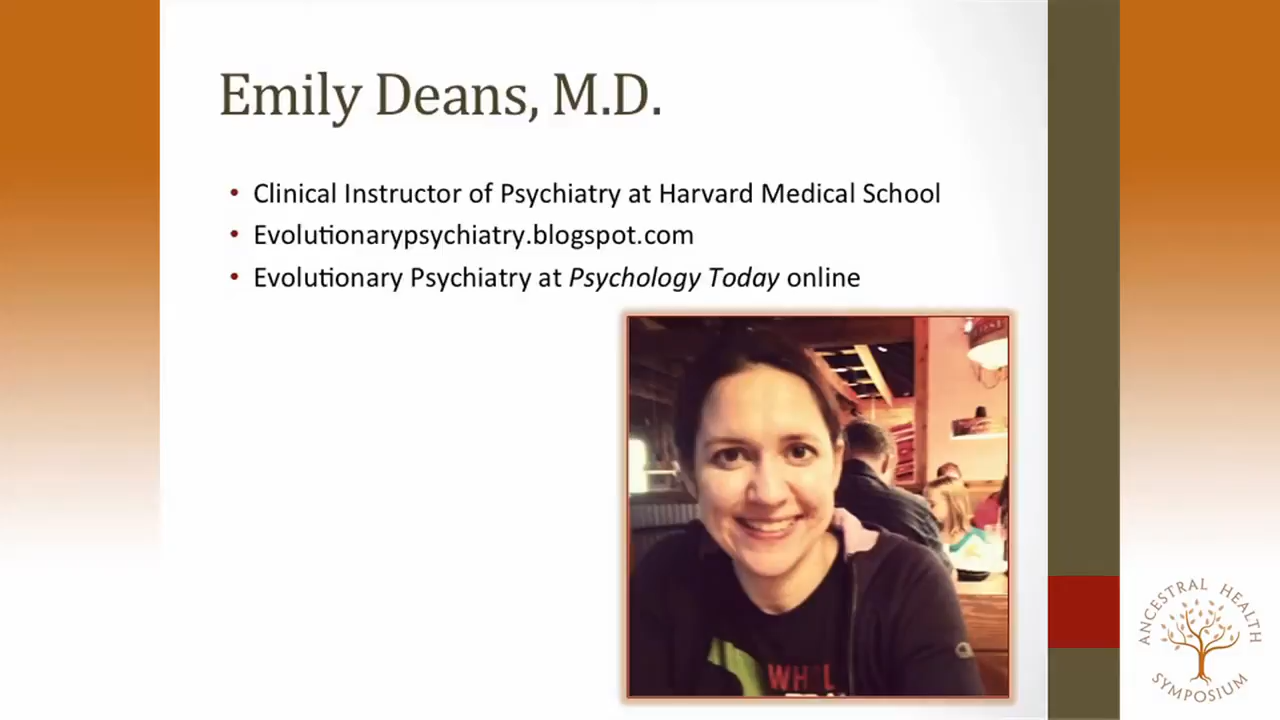 Emily Deans, M.D.
• Clinical Instructor of Psychiatry at Harvard Medical School
• Evolutionarypsychiatry.blogspot.com
• Evolutionary Psychiatry at Psychology Today online
ANCESTRAL HEALTH
SYMPOSIUM